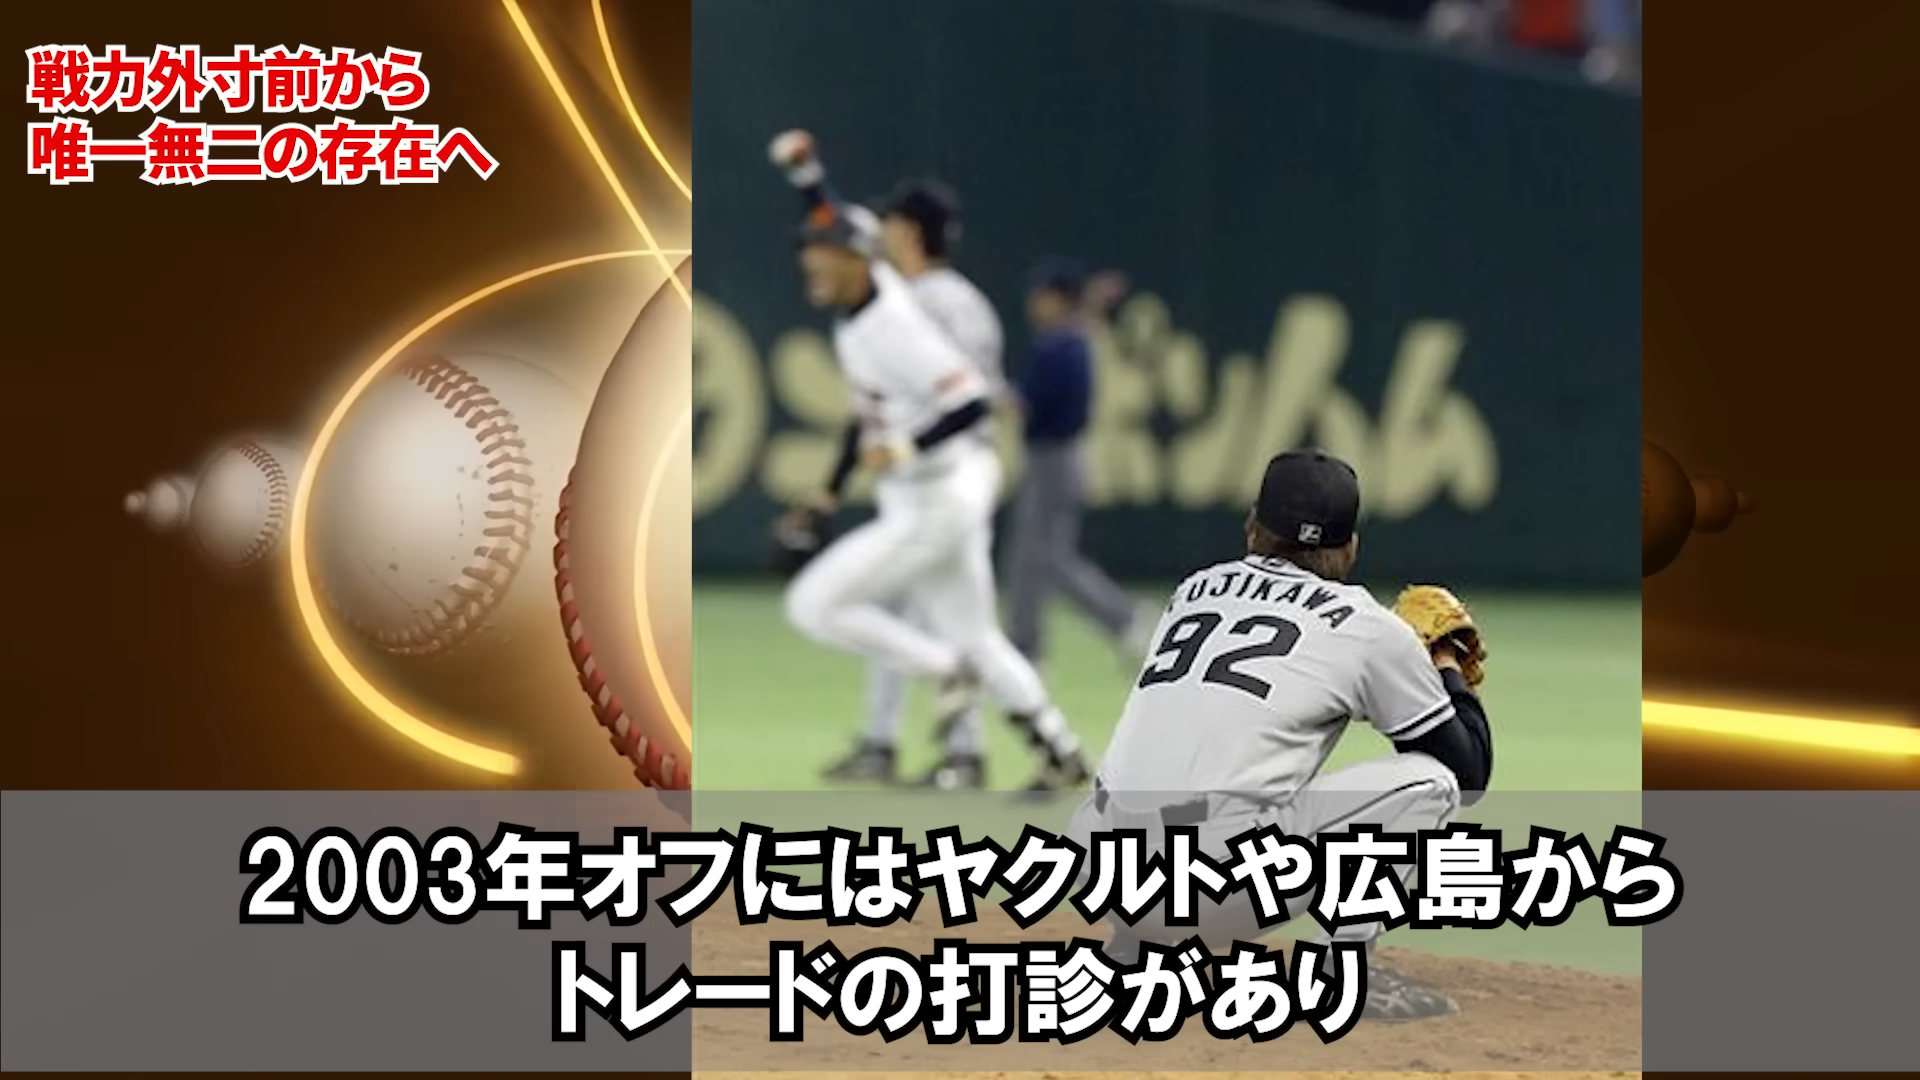 戦力外寸前から
唯一無二の存在へ
UJIKAWA
92
2003年オフにはヤクルトや広島から
トレードの打診があり